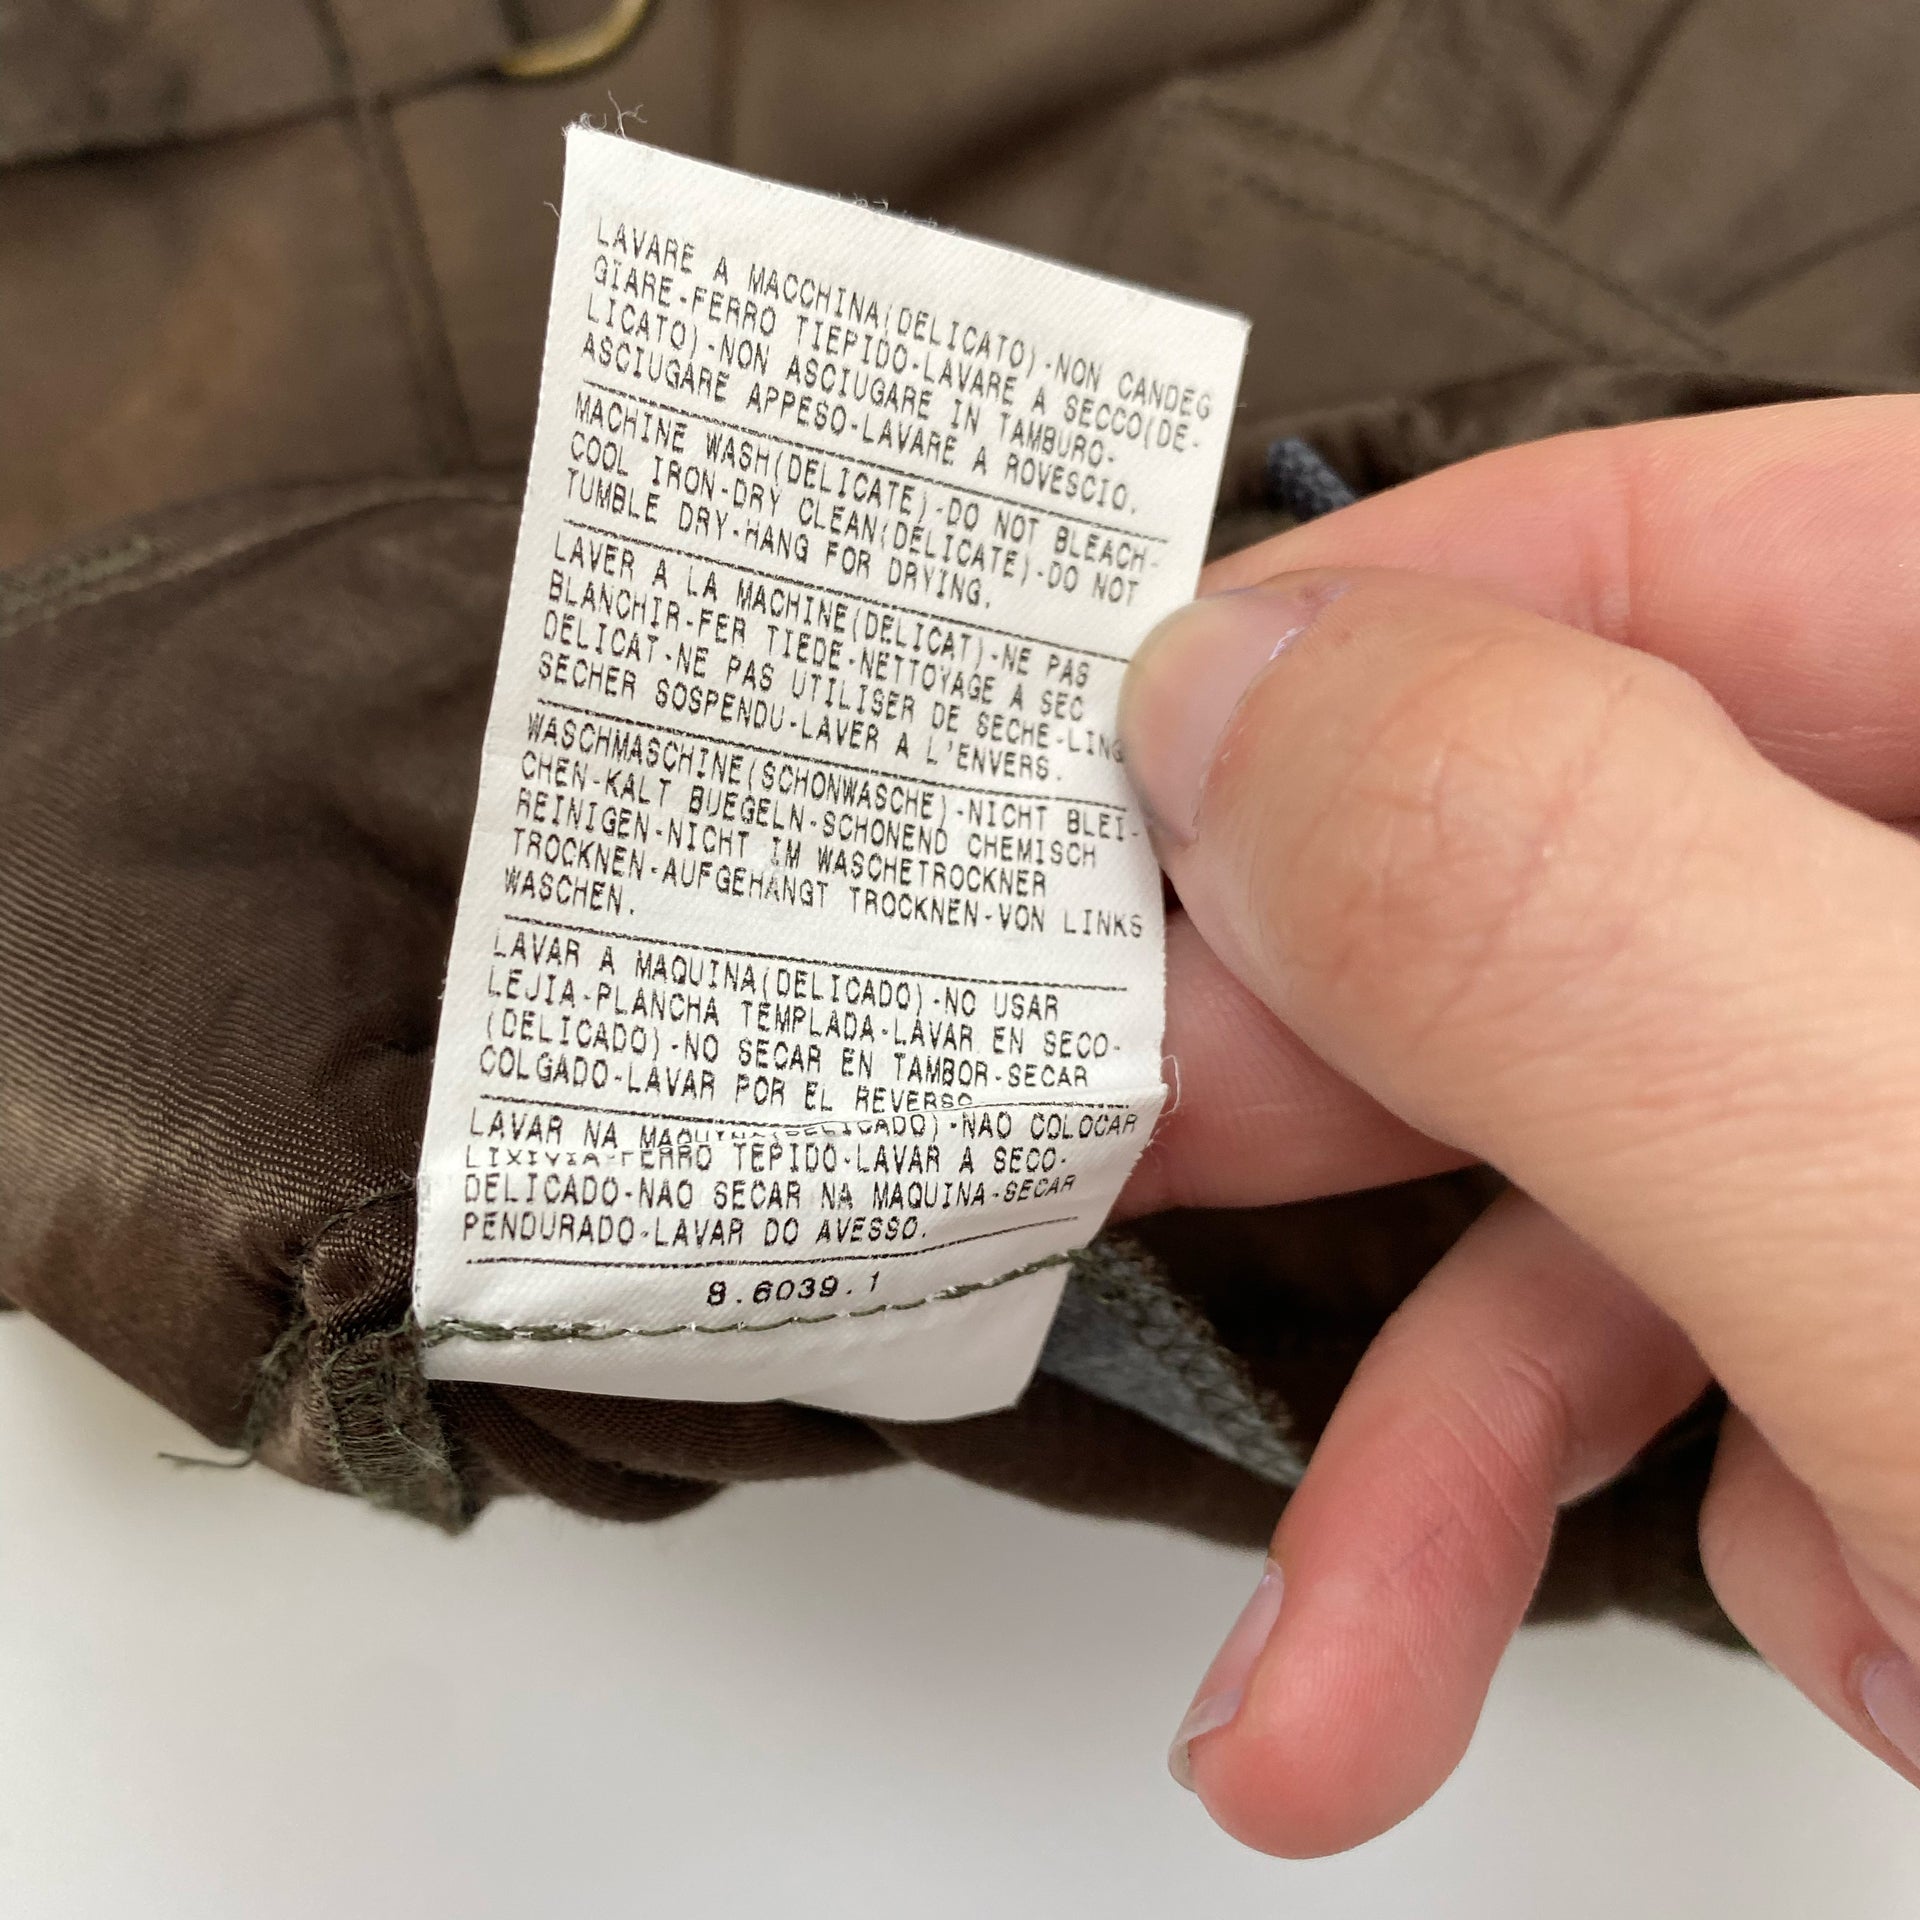 LAVARE A MACCHINA(DELICATO)-NON CANDEG
GIARE-FERRO TIEPIDO-LAVARE A SECCO(DE-
LICATO)-NON ASCIUGARE IN TAMBURO-
ASCIUGARE APPESO-LAVARE A ROVESCIO.
MACHINE WASH(DELICATE)-DO NOT BLEACH-
COOL IRON-DRY CLEAN(DELICATE)-DO NOT
TUMBLE DRY-HANG FOR DRYING.
LAVER A LA MACHINE(DELICAT)-NE PAS
BLANCHIR-FER TIEDE-NETTOYAGE A SEC
DELICAT-NE PAS UTILISER DE SECHE-LING
SECHER SOSPENDU-LAVER A L'ENVERS.
WASCHMASCHINE(SCHONWASCHE)-NICHT BLEI-
CHEN-KALT BUEGELN-SCHONEND CHEMISCH
REINIGEN-NICHT IM WASCHETROCKNER
TROCKNEN-AUFGEHANGT TROCKNEN-VON LINKS
WASCHEN.
LAVAR A MAQUINA(DELICADO)-NO USAR
LEJIA-PLANCHA TEMPLADA-LAVAR EN SECO-
(DELICADO)-NO SECAR EN TAMBOR-SECAR
COLGADO-LAVAR POR EL REVERSO
LAVAR NA MAQUINA(DELICADO)-NAO COLOCAR
LIXIVIA-FERRO TEPIDO-LAVAR A SECO-
DELICADO-NAO SECAR NA MAQUINA-SECAR
PENDURADO-LAVAR DO AVESSO.
8.6039.1